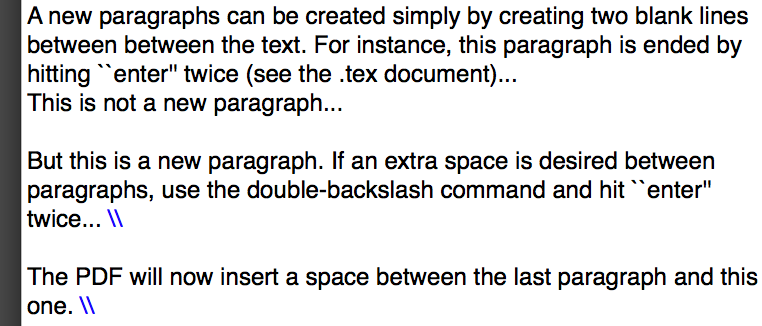 A new paragraphs can be created simply by creating two blank lines
between between the text. For instance, this paragraph is ended by
hitting ``enter" twice (see the .tex document)...
This is not a new paragraph...
But this is a new paragraph. If an extra space is desired between
paragraphs, use the double-backslash command and hit ``enter"
twice... \\
The PDF will now insert a space between the last paragraph and this
one. \\